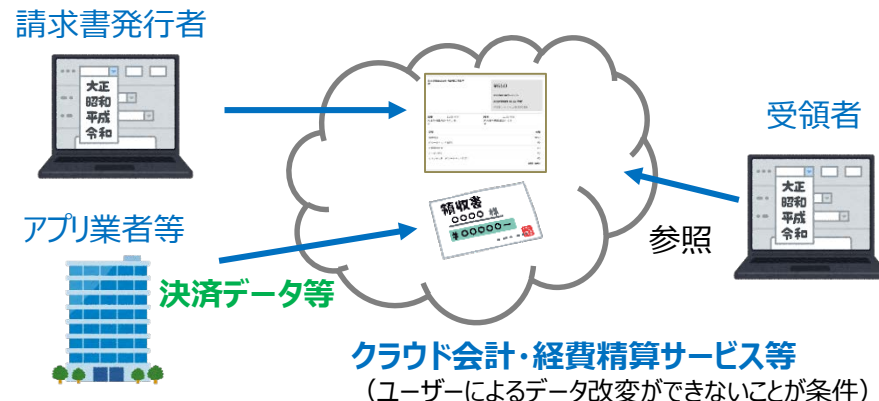 請求書発行者
大正
昭和
平成
令和
アプリ業者等
決済データ等
領収書
○○○○ 様
¥○○○○○ー
受領者
大正
昭和
平成
令和
参照
クラウド会計・経費精算サービス等
（ユーザーによるデータ改変ができないことが条件）